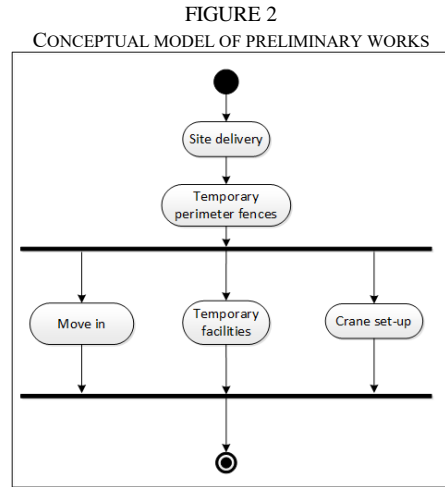 FIGURE 2
CONCEPTUAL MODEL OF PRELIMINARY WORKS
Site delivery
Temporary
perimeter fences
Move in
Temporary
facilities
Crane set-up